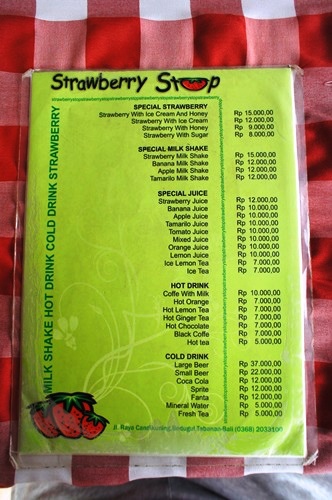 Strawberry Stop
SPECIAL STRAWBERRY
Strawberry With Ice Cream And Honey Rp 15.000,00
Strawberry With Ice Cream Rp 12.000,00
Strawberry With Honey Rp 9.000,00
Strawberry With Sugar Rp 8.000,00
SPECIAL MILK SHAKE
Strawberry Milk Shake Rp 15.000,00
Banana Milk Shake Rp 12.000,00
Apple Milk Shake Rp 12.000,00
Tamarilo Milk Shake Rp 12.000,00
SPECIAL JUICE
Strawberry Juice Rp 12.000,00
Banana Juice Rp 10.000,00
Apple Juice Rp 10.000,00
Tamarilo Juice Rp 10.000,00
Tomato Juice Rp 10.000,00
Mixed Juice Rp 10.000,00
Orange Juice Rp 10.000,00
Lemon Juice Rp 10.000,00
Ice Lemon Tea Rp 7.000,00
Ice Tea Rp 7.000,00
HOT DRINK
Coffe With Milk Rp 10.000,00
Hot Orange Rp 7.000,00
Hot Lemon Tea Rp 7.000,00
Hot Ginger Tea Rp 7.000,00
Hot Chocolate Rp 7.000,00
Black Coffe Rp 7.000,00
Hot tea Rp 5.000,00
COLD DRINK
Large Beer Rp 37.000,00
Small Beer Rp 22.000,00
Coca Cola Rp 12.000,00
Sprite Rp 12.000,00
Fanta Rp 12.000,00
Mineral Water Rp 5.000,00
Fresh Tea Rp 5.000,00
MILK SHAKE HOT DRINK COLD DRINK STRAWBERRY
Jl. Raya Candikuning Bedugul Tabanan-Bali (0368) 2033100